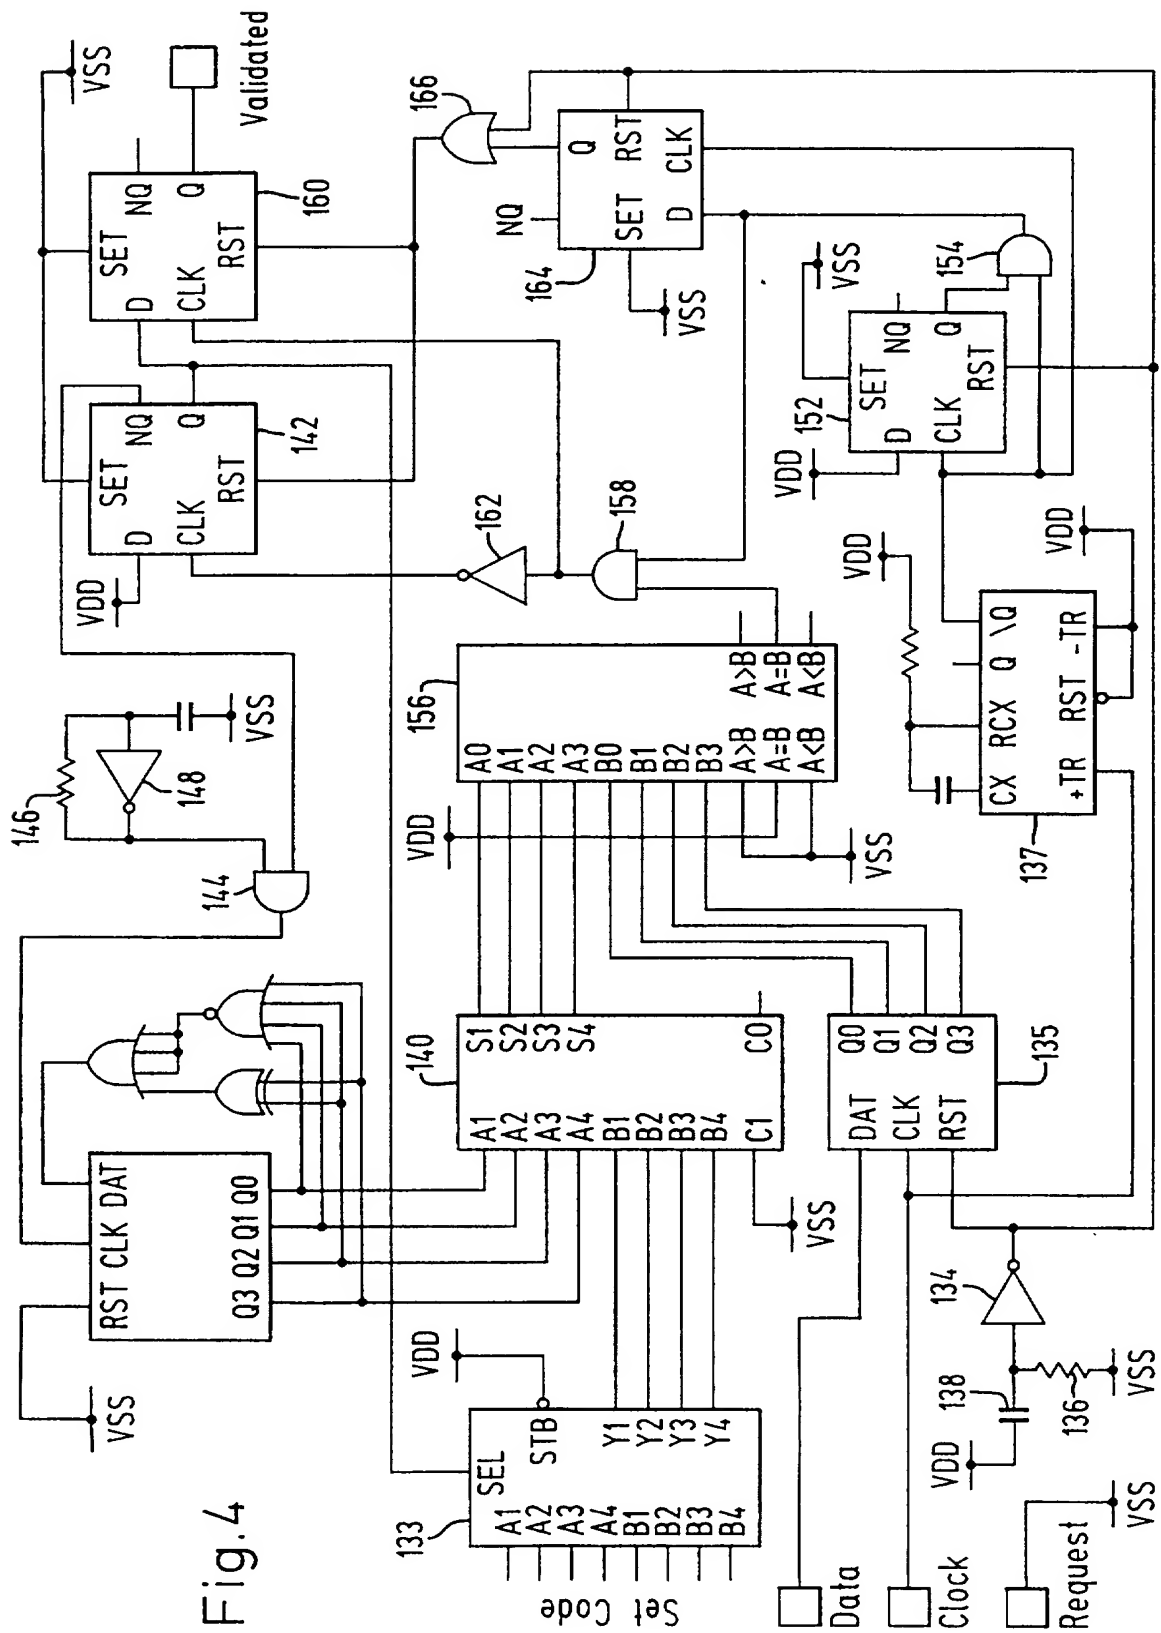 Fig.4
VSS
RST CLK DAT
Q3 Q2 Q1 Q0
144
146
148
VSS
VDD
D
SET
CLK
NQ
Q
RST
142
D
SET
CLK
NQ
Q
RST
160
VSS
Validated
133
SEL
STB
VDD
Set Code
A1
A2
A3
A4
B1
B2
B3
B4
Y1
Y2
Y3
Y4
140
A1
A2
A3
A4
B1
B2
B3
B4
C1
S1
S2
S3
S4
C0
VSS
VDD
156
A0
A1
A2
A3
B0
B1
B2
B3
A>B
A=B
A<B
A>B
A=B
A<B
VSS
162
158
166
NQ
Q
SET
RST
D
CLK
164
VSS
Data
Clock
Request
VSS
VDD
138
136
VSS
134
135
DAT
CLK
RST
Q0
Q1
Q2
Q3
137
CX RCX Q \Q
+TR RST -TR
VDD
VDD
VDD
152
D
SET
CLK
NQ
Q
RST
VSS
154